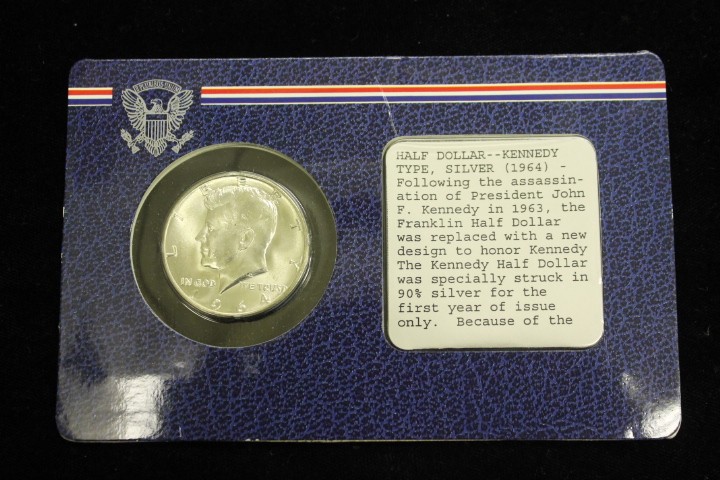 E PLURIBUS UNUM
HALF DOLLAR--KENNEDY
TYPE, SILVER (1964) -
Following the assassin-
ation of President John
F. Kennedy in 1963, the
Franklin Half Dollar
was replaced with a new
design to honor Kennedy
The Kennedy Half Dollar
was specially struck in
90% silver for the
first year of issue
only. Because of the
LIBERTY
IN GOD WE TRUST
1964